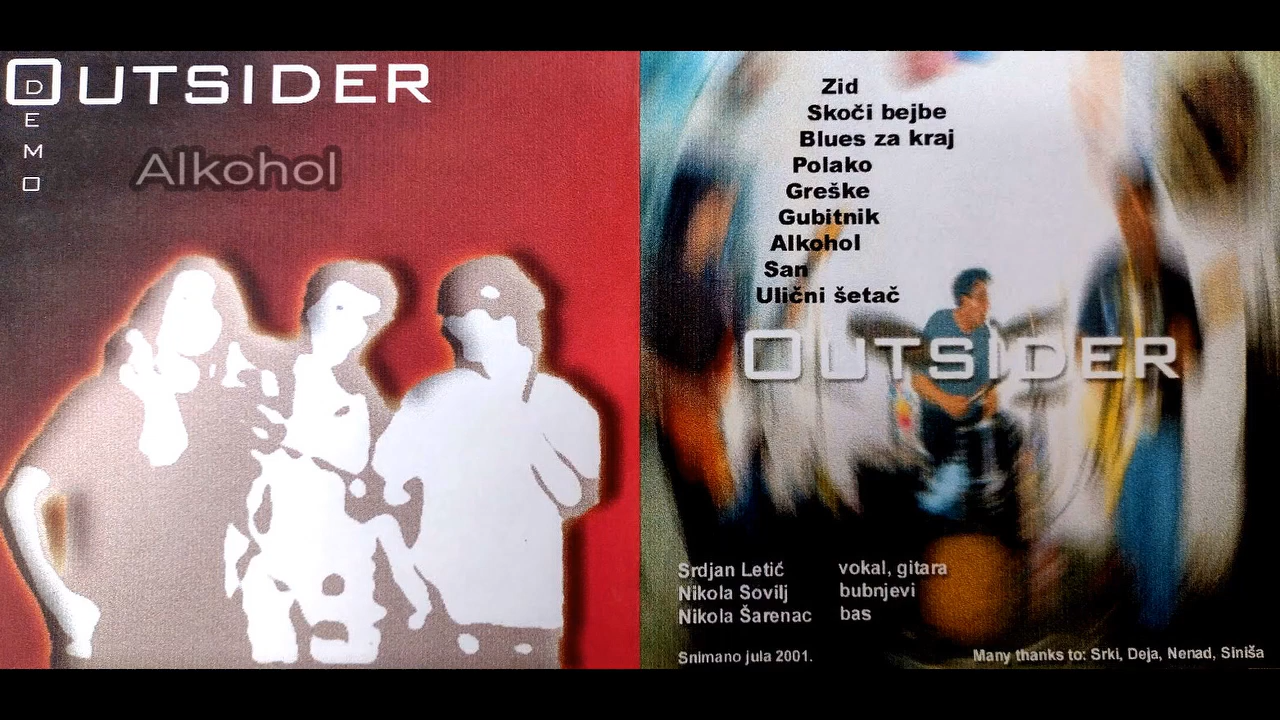 OUTSIDER
DEMO
Alkohol
Zid
Skoči bejbe
Blues za kraj
Polako
Greške
Gubitnik
Alkohol
San
Ulični šetač
OUTSIDER
Srdjan Letić vokal, gitara
Nikola Sovilj bubnjevi
Nikola Šarenac bas
Snimano jula 2001.
Many thanks to: Srki, Deja, Nenad, Siniša